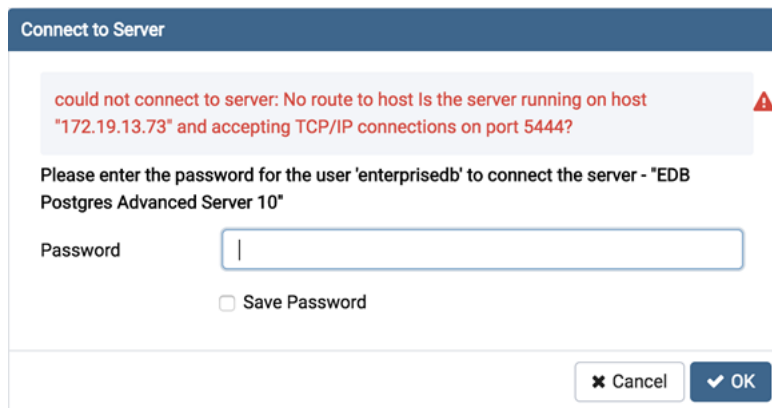 Connect to Server
could not connect to server: No route to host Is the server running on host
"172.19.13.73" and accepting TCP/IP connections on port 5444?
Please enter the password for the user 'enterprisedb' to connect the server - "EDB
Postgres Advanced Server 10"
Password
Save Password
Cancel
OK